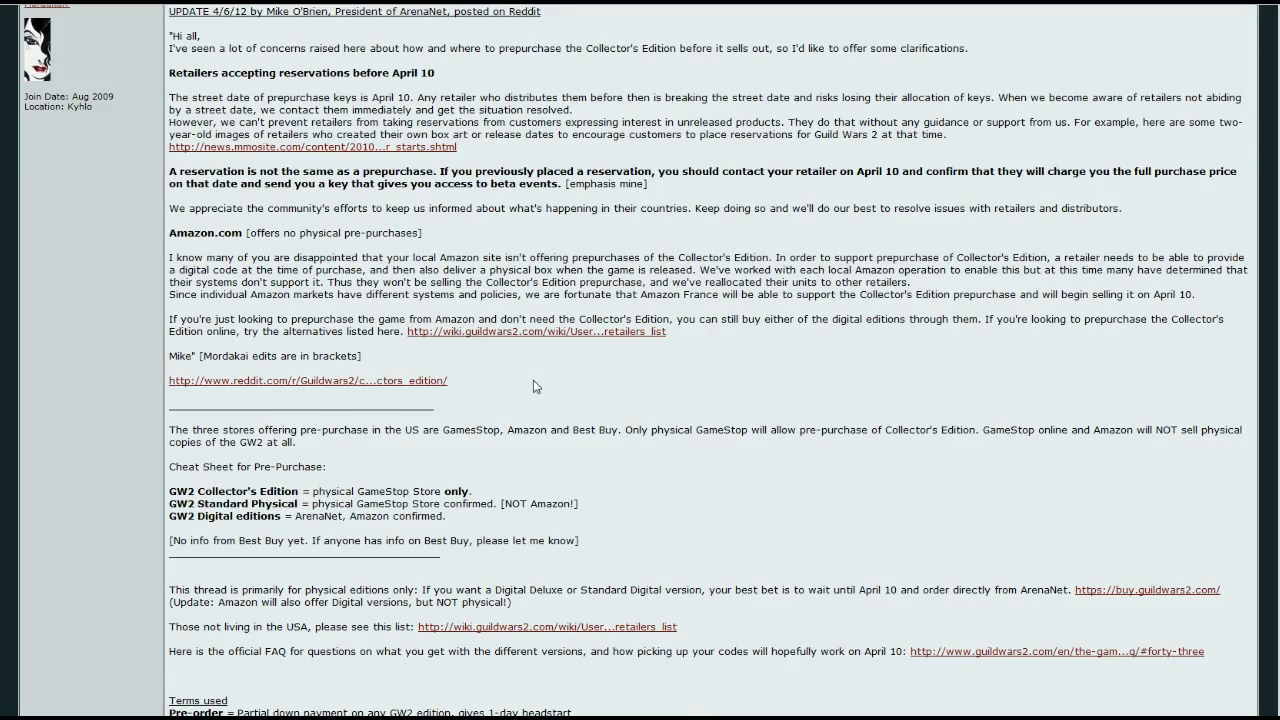 Mordakai
UPDATE 4/6/12 by Mike O'Brien, President of ArenaNet, posted on Reddit
"Hi all,
I've seen a lot of concerns raised here about how and where to prepurchase the Collector's Edition before it sells out, so I'd like to offer some clarifications.
Retailers accepting reservations before April 10
Join Date: Aug 2009
Location: Kyhlo
The street date of prepurchase keys is April 10. Any retailer who distributes them before then is breaking the street date and risks losing their allocation of keys. When we become aware of retailers not abiding
by a street date, we contact them immediately and get the situation resolved.
However, we can't prevent retailers from taking reservations from customers expressing interest in unreleased products. They do that without any guidance or support from us. For example, here are some two-
year-old images of retailers who created their own box art or release dates to encourage customers to place reservations for Guild Wars 2 at that time.
http://news.mmosite.com/content/2010...r_starts.shtml
A reservation is not the same as a prepurchase. If you previously placed a reservation, you should contact your retailer on April 10 and confirm that they will charge you the full purchase price
on that date and send you a key that gives you access to beta events. [emphasis mine]
We appreciate the community's efforts to keep us informed about what's happening in their countries. Keep doing so and we'll do our best to resolve issues with retailers and distributors.
Amazon.com [offers no physical pre-purchases]
I know many of you are disappointed that your local Amazon site isn't offering prepurchases of the Collector's Edition. In order to support prepurchase of Collector's Edition, a retailer needs to be able to provide
a digital code at the time of purchase, and then also deliver a physical box when the game is released. We've worked with each local Amazon operation to enable this but at this time many have determined that
their systems don't support it. Thus they won't be selling the Collector's Edition prepurchase, and we've reallocated their units to other retailers.
Since individual Amazon markets have different systems and policies, we are fortunate that Amazon France will be able to support the Collector's Edition prepurchase and will begin selling it on April 10.
If you're just looking to prepurchase the game from Amazon and don't need the Collector's Edition, you can still buy either of the digital editions through them. If you're looking to prepurchase the Collector's
Edition online, try the alternatives listed here. http://wiki.guildwars2.com/wiki/User...retailers_list
Mike" [Mordakai edits are in brackets]
http://www.reddit.com/r/Guildwars2/c...ctors_edition/
The three stores offering pre-purchase in the US are GamesStop, Amazon and Best Buy. Only physical GameStop will allow pre-purchase of Collector's Edition. GameStop online and Amazon will NOT sell physical
copies of the GW2 at all.
Cheat Sheet for Pre-Purchase:
GW2 Collector's Edition = physical GameStop Store only.
GW2 Standard Physical = physical GameStop Store confirmed. [NOT Amazon!]
GW2 Digital editions = ArenaNet, Amazon confirmed.
[No info from Best Buy yet. If anyone has info on Best Buy, please let me know]
This thread is primarily for physical editions only: If you want a Digital Deluxe or Standard Digital version, your best bet is to wait until April 10 and order directly from ArenaNet. https://buy.guildwars2.com/
(Update: Amazon will also offer Digital versions, but NOT physical!)
Those not living in the USA, please see this list: http://wiki.guildwars2.com/wiki/User...retailers_list
Here is the official FAQ for questions on what you get with the different versions, and how picking up your codes will hopefully work on April 10: http://www.guildwars2.com/en/the-gam...q/#forty-three
Terms used
Pre-order = Partial down payment on any GW2 edition, gives 1-day headstart